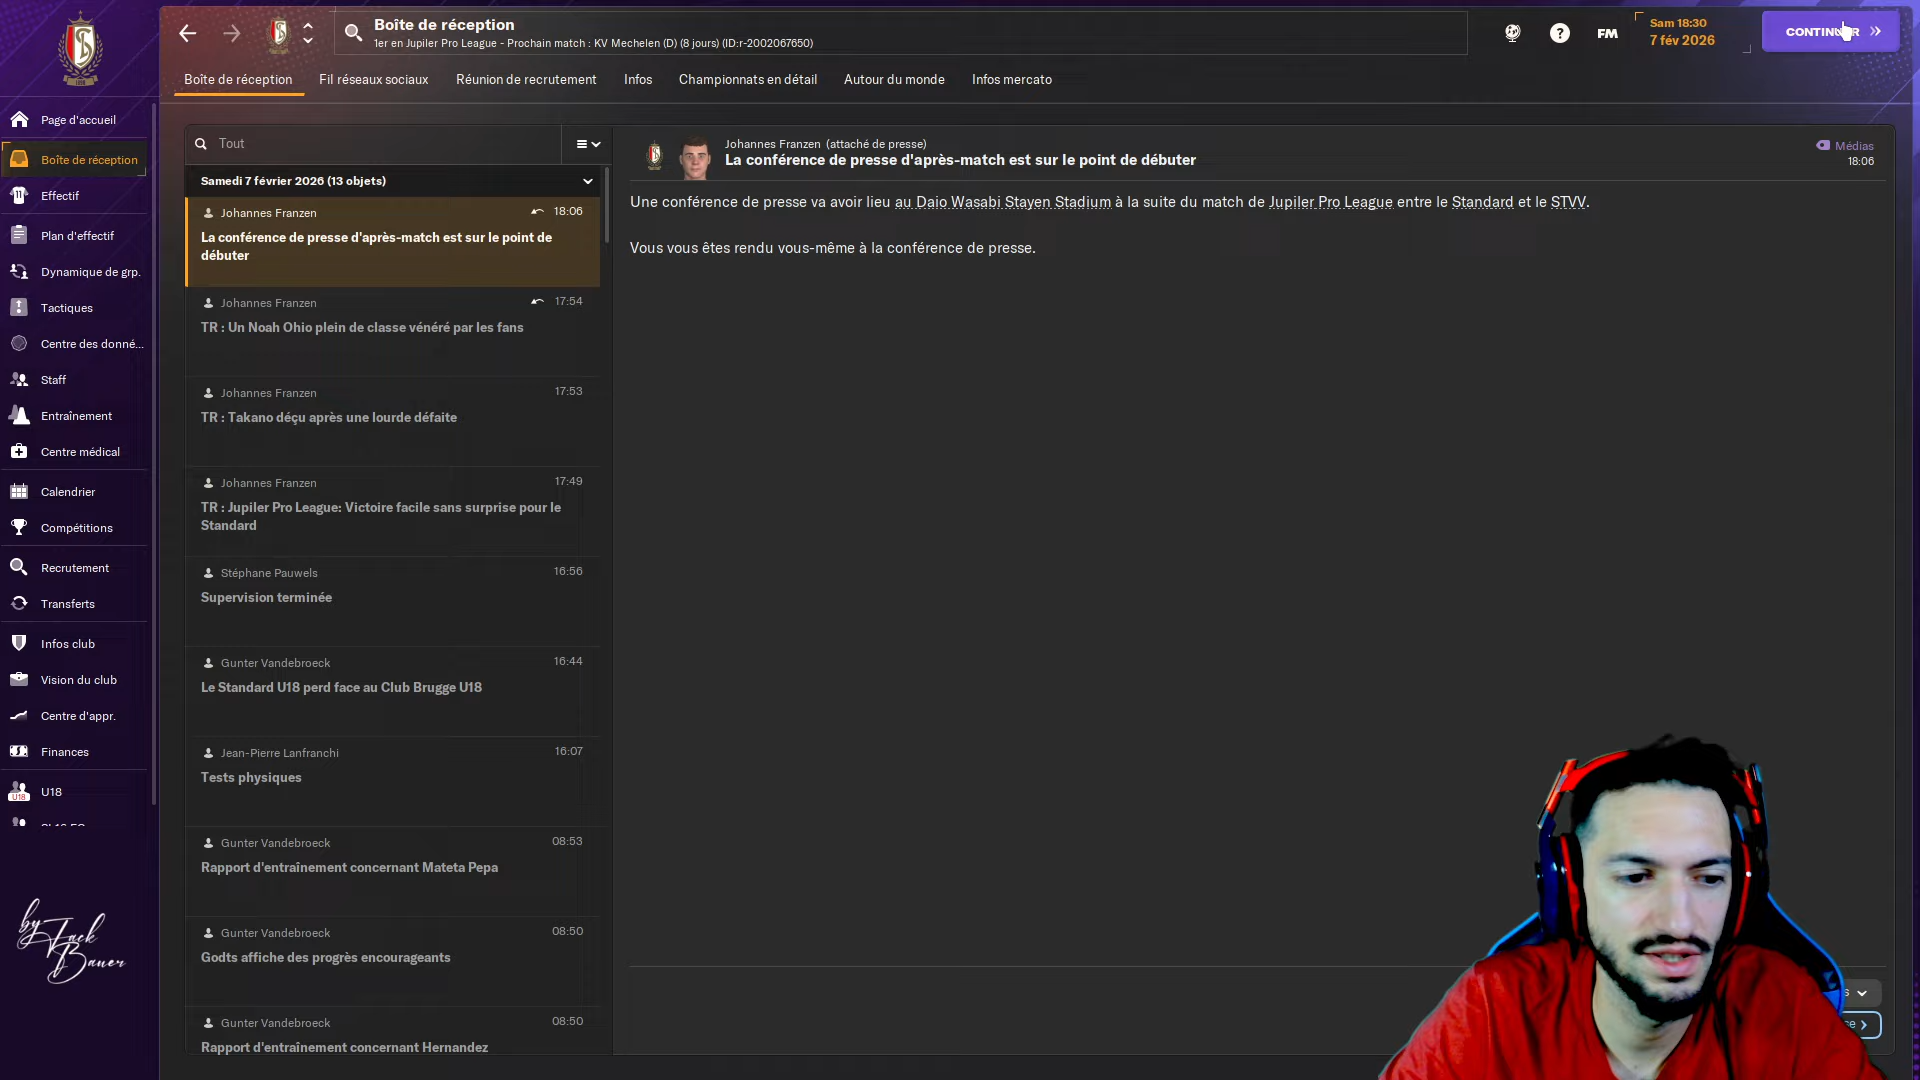 Boîte de réception
1er en Jupiler Pro League - Prochain match : KV Mechelen (D) (8 jours) (ID:r-2002067650)
FM
Sam 18:30
7 fév 2026
CONTINUER
Boîte de réception
Fil réseaux sociaux
Réunion de recrutement
Infos
Championnats en détail
Autour du monde
Infos mercato
Page d'accueil
Boîte de réception
Effectif
Plan d'effectif
Dynamique de grp.
Tactiques
Centre des donné...
Staff
Entraînement
Centre médical
Calendrier
Compétitions
Recrutement
Transferts
Infos club
Vision du club
Centre d'appr.
Finances
U18
by Jack
Bauer
Tout
Samedi 7 février 2026 (13 objets)
Johannes Franzen 18:06
La conférence de presse d'après-match est sur le point de
débuter
Johannes Franzen 17:54
TR : Un Noah Ohio plein de classe vénéré par les fans
Johannes Franzen 17:53
TR : Takano déçu après une lourde défaite
Johannes Franzen 17:49
TR : Jupiler Pro League: Victoire facile sans surprise pour le
Standard
Stéphane Pauwels 16:56
Supervision terminée
Gunter Vandebroeck 16:44
Le Standard U18 perd face au Club Brugge U18
Jean-Pierre Lanfranchi 16:07
Tests physiques
Gunter Vandebroeck 08:53
Rapport d'entraînement concernant Mateta Pepa
Gunter Vandebroeck 08:50
Godts affiche des progrès encourageants
Gunter Vandebroeck 08:50
Rapport d'entraînement concernant Hernandez
Johannes Franzen (attaché de presse)
La conférence de presse d'après-match est sur le point de débuter
Médias
18:06
Une conférence de presse va avoir lieu au Daio Wasabi Stayen Stadium à la suite du match de Jupiler Pro League entre le Standard et le STVV.
Vous vous êtes rendu vous-même à la conférence de presse.